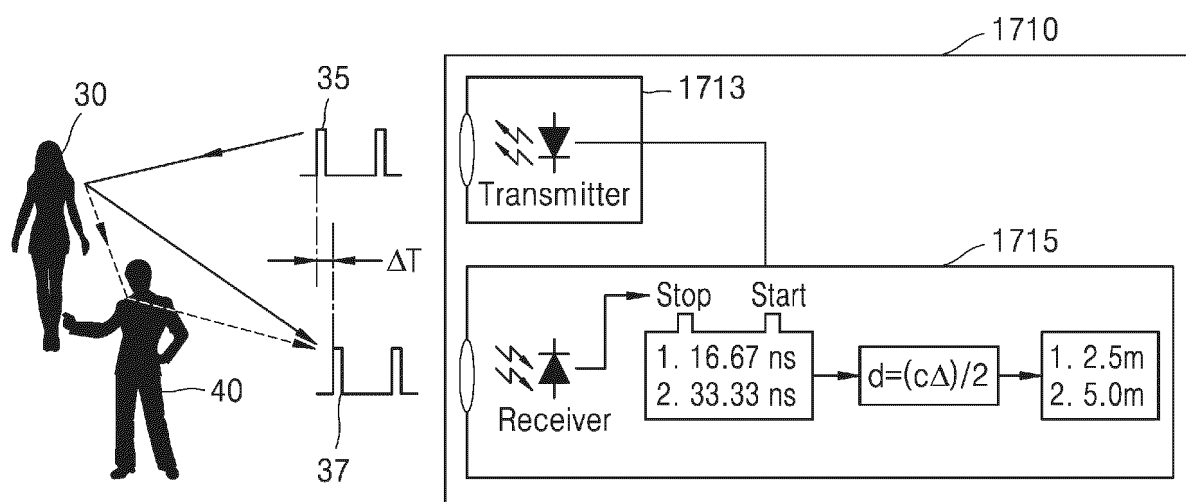 1710
30
35
1713
Transmitter
ΔT
1715
Stop
Start
1. 16.67 ns
2. 33.33 ns
d=(cΔ)/2
1. 2.5m
2. 5.0m
Receiver
40
37